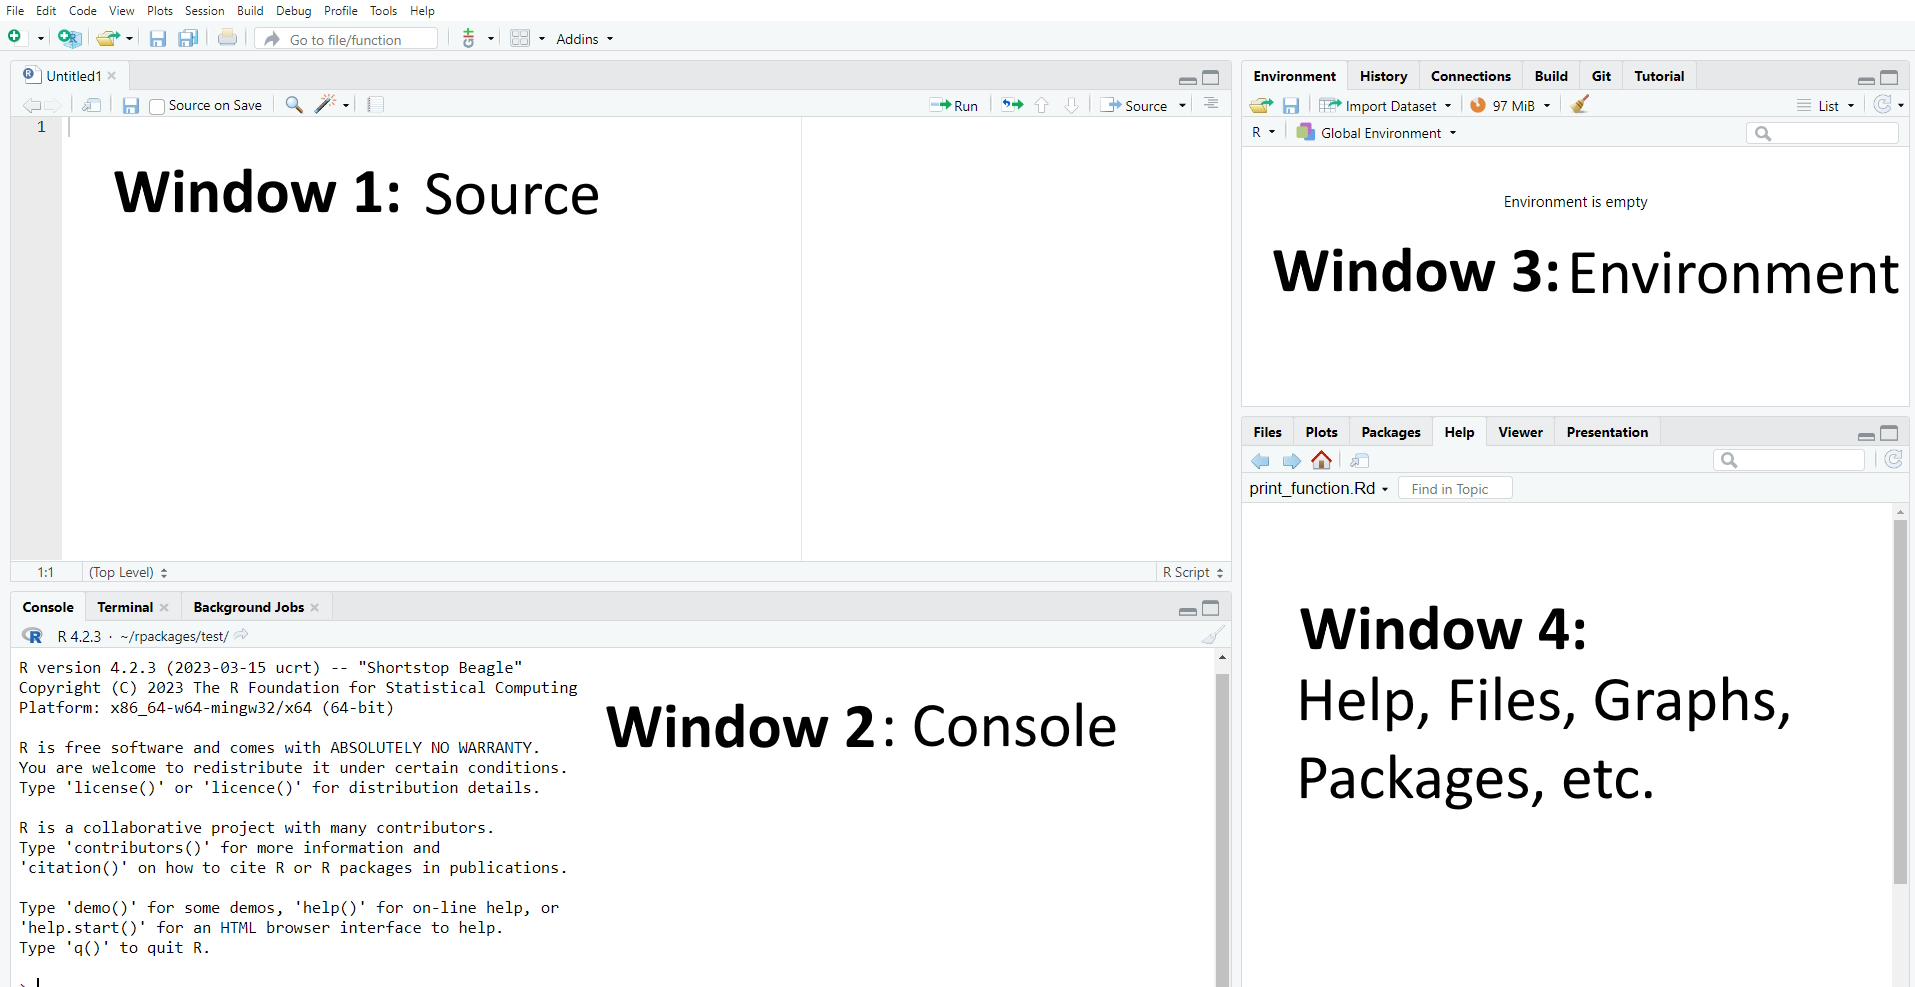 File Edit Code View Plots Session Build Debug Profile Tools Help
Go to file/function Addins
Untitled1
Source on Save Run Source
1
Window 1: Source
1:1 (Top Level) R Script
Console Terminal Background Jobs
R 4.2.3 · ~/rpackages/test/
R version 4.2.3 (2023-03-15 ucrt) -- "Shortstop Beagle"
Copyright (C) 2023 The R Foundation for Statistical Computing
Platform: x86_64-w64-mingw32/x64 (64-bit)
R is free software and comes with ABSOLUTELY NO WARRANTY.
You are welcome to redistribute it under certain conditions.
Type 'license()' or 'licence()' for distribution details.
R is a collaborative project with many contributors.
Type 'contributors()' for more information and
'citation()' on how to cite R or R packages in publications.
Type 'demo()' for some demos, 'help()' for on-line help, or
'help.start()' for an HTML browser interface to help.
Type 'q()' to quit R.
>
Window 2: Console
Environment History Connections Build Git Tutorial
Import Dataset 97 MiB List
R Global Environment
Environment is empty
Window 3: Environment
Files Plots Packages Help Viewer Presentation
print_function.Rd Find in Topic
Window 4:
Help, Files, Graphs,
Packages, etc.